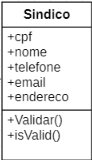 Sindico
+cpf
+nome
+telefone
+email
+endereco
+Validar()
+isValid()